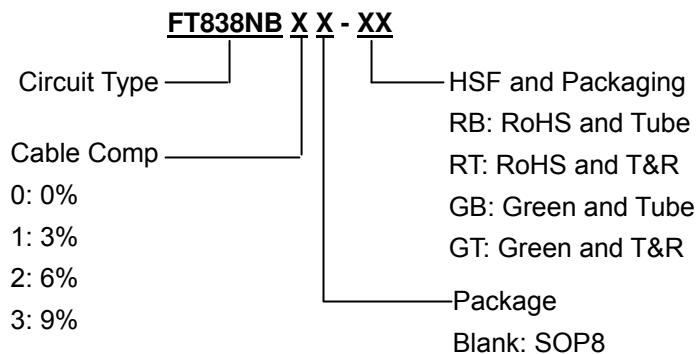 FT838NB X X - XX
Circuit Type
Cable Comp
0: 0%
1: 3%
2: 6%
3: 9%
HSF and Packaging
RB: RoHS and Tube
RT: RoHS and T&R
GB: Green and Tube
GT: Green and T&R
Package
Blank: SOP8